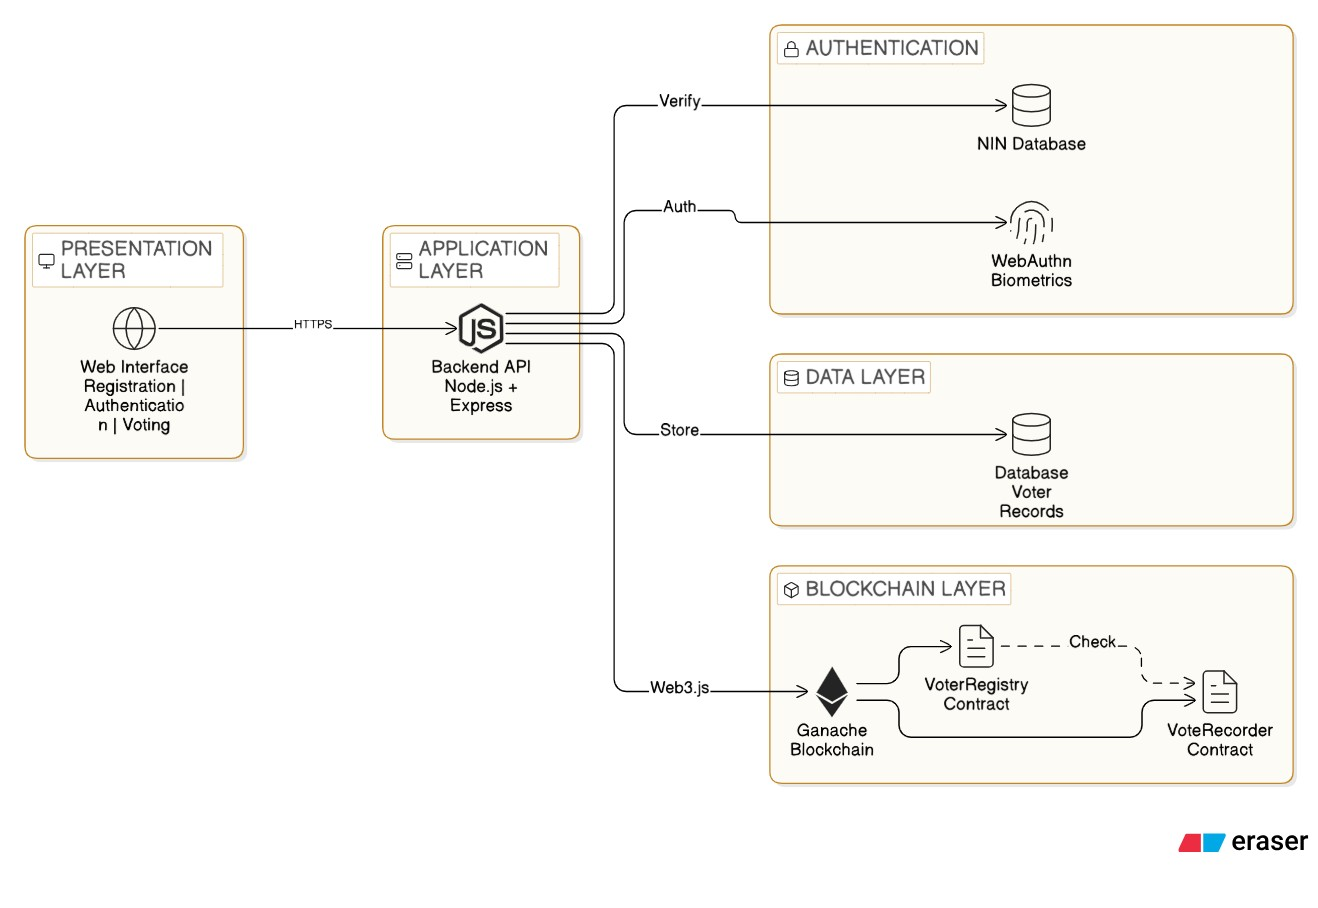 AUTHENTICATION
Verify
NIN Database
Auth
WebAuthn
Biometrics
PRESENTATION
LAYER
HTTPS
Web Interface
Registration |
Authenticatio
n | Voting
APPLICATION
LAYER
JS
Backend API
Node.js +
Express
DATA LAYER
Store
Database
Voter
Records
BLOCKCHAIN LAYER
Web3.js
Ganache
Blockchain
VoterRegistry
Contract
Check
VoteRecorder
Contract
eraser